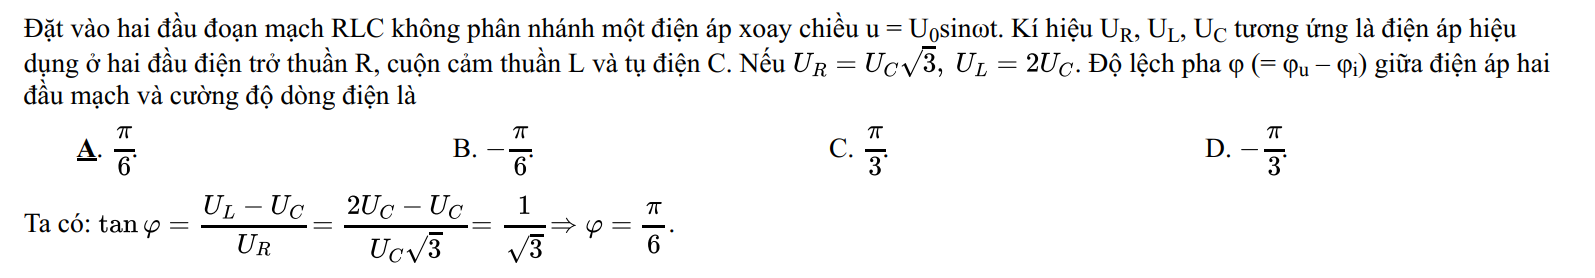 Đặt vào hai đầu đoạn mạch RLC không phân nhánh một điện áp xoay chiều u = U₀sinωt. Kí hiệu U_R, U_L, U_C tương ứng là điện áp hiệu
dụng ở hai đầu điện trở thuần R, cuộn cảm thuần L và tụ điện C. Nếu U_R = U_C√3, U_L = 2U_C. Độ lệch pha φ (= φ_u – φ_i) giữa điện áp hai
đầu mạch và cường độ dòng điện là
A. π/6. B. −π/6. C. π/3. D. −π/3.
Ta có: tan φ = (U_L − U_C)/U_R = (2U_C − U_C)/(U_C√3) = 1/√3 ⇒ φ = π/6.